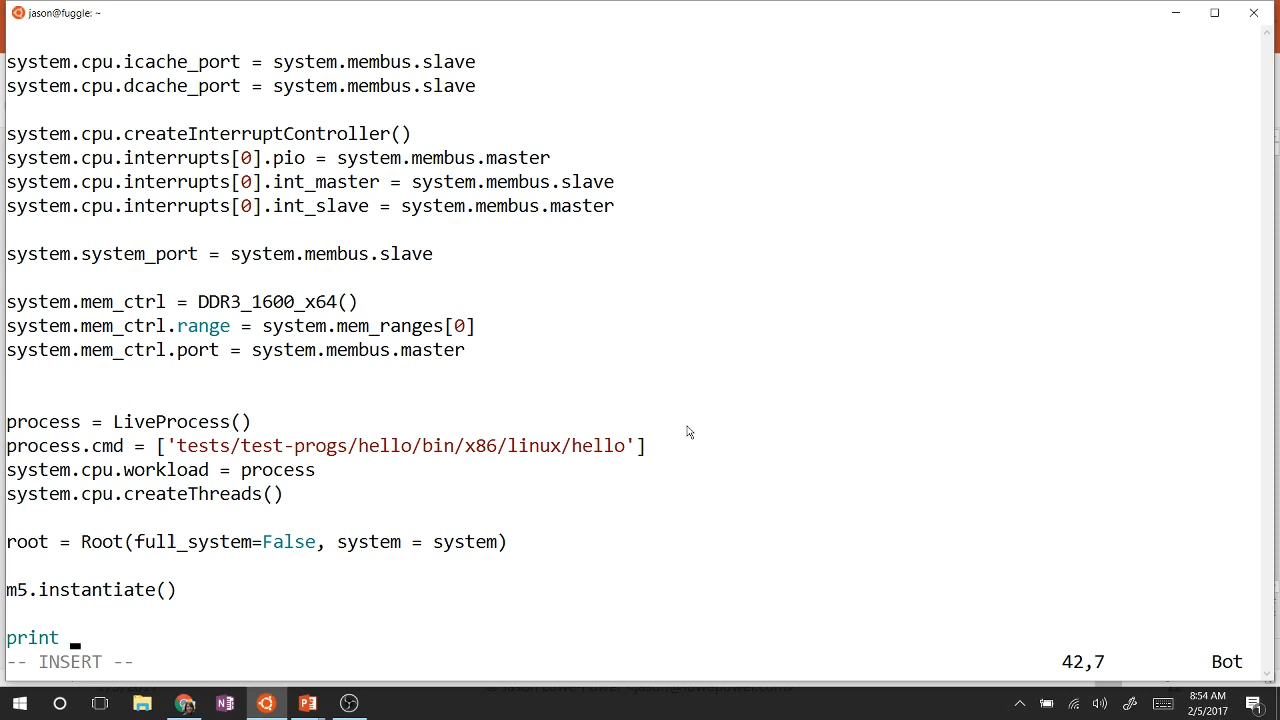 jason@fuggle: ~
system.cpu.icache_port = system.membus.slave
system.cpu.dcache_port = system.membus.slave
system.cpu.createInterruptController()
system.cpu.interrupts[0].pio = system.membus.master
system.cpu.interrupts[0].int_master = system.membus.slave
system.cpu.interrupts[0].int_slave = system.membus.master
system.system_port = system.membus.slave
system.mem_ctrl = DDR3_1600_x64()
system.mem_ctrl.range = system.mem_ranges[0]
system.mem_ctrl.port = system.membus.master
process = LiveProcess()
process.cmd = ['tests/test-progs/hello/bin/x86/linux/hello']
system.cpu.workload = process
system.cpu.createThreads()
root = Root(full_system=False, system = system)
m5.instantiate()
print
-- INSERT -- 42,7 Bot
8:54 AM
2/5/2017